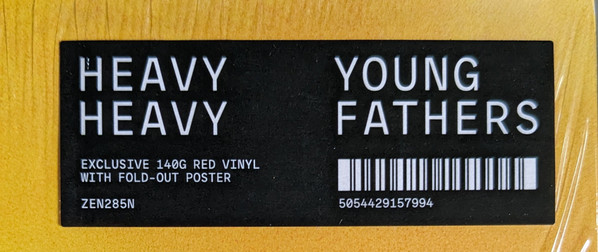 HEAVY
HEAVY
EXCLUSIVE 140G RED VINYL
WITH FOLD-OUT POSTER
ZEN285N
YOUNG
FATHERS
5054429157994